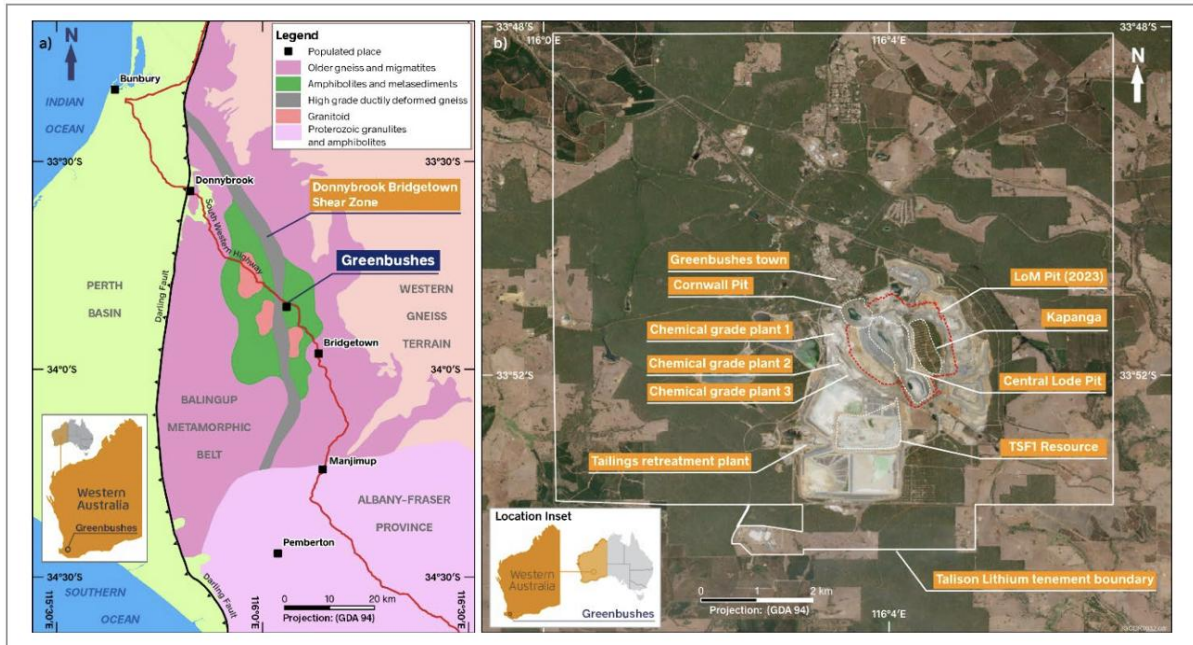 a)
N
Bunbury
INDIAN
OCEAN
33°30'S
Donnybrook
South Western Highway
PERTH
BASIN
Darling Fault
34°0'S
BALINGUP
METAMORPHIC
BELT
Western
Australia
Greenbushes
34°30'S
SOUTHERN
OCEAN
115°30'E
Darling Fault
116°0'E
Legend
Populated place
Older gneiss and migmatites
Amphibolites and metasediments
High grade ductily deformed gneiss
Granitoid
Proterozoic granulites
and amphibolites
33°30'S
Donnybrook Bridgetown
Shear Zone
Greenbushes
WESTERN
GNEISS
TERRAIN
Bridgetown
34°0'S
Manjimup
ALBANY-FRASER
PROVINCE
Pemberton
34°30'S
0 10 20 km
Projection: (GDA 94)
116°30'E
33°48'S
b)
116°0'E
116°4'E
33°48'S
N
Greenbushes town
Cornwall Pit
Chemical grade plant 1
Chemical grade plant 2
Chemical grade plant 3
33°52'S
Tailings retreatment plant
LoM Pit (2023)
Kapanga
Central Lode Pit
33°52'S
TSF1 Resource
Talison Lithium tenement boundary
Location Inset
Western
Australia
Greenbushes
0 1 2 km
Projection: (GDA 94)
116°4'E